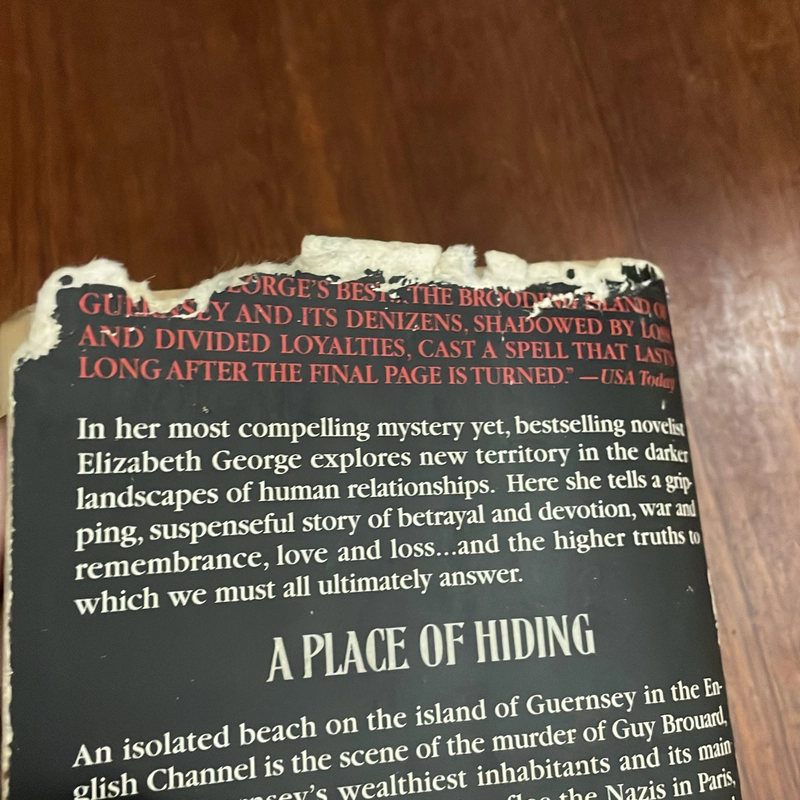 GEORGE'S BEST. THE BROODING ISLAND OF
GUERNSEY AND ITS DENIZENS, SHADOWED BY LOSS
AND DIVIDED LOYALTIES, CAST A SPELL THAT LASTS
LONG AFTER THE FINAL PAGE IS TURNED." —USA Today
In her most compelling mystery yet, bestselling novelist
Elizabeth George explores new territory in the darker
landscapes of human relationships. Here she tells a grip-
ping, suspenseful story of betrayal and devotion, war and
remembrance, love and loss...and the higher truths to
which we must all ultimately answer.
A PLACE OF HIDING
An isolated beach on the island of Guernsey in the En-
glish Channel is the scene of the murder of Guy Brouard,
wealthiest inhabitants and its main
the Nazis in Paris,